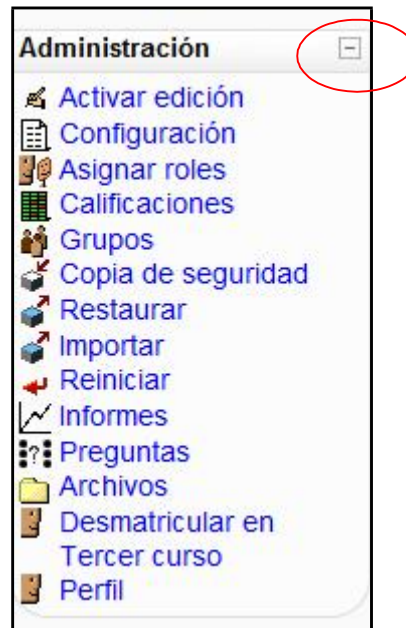 Administración
Activar edición
Configuración
Asignar roles
Calificaciones
Grupos
Copia de seguridad
Restaurar
Importar
Reiniciar
Informes
Preguntas
Archivos
Desmatricular en
Tercer curso
Perfil